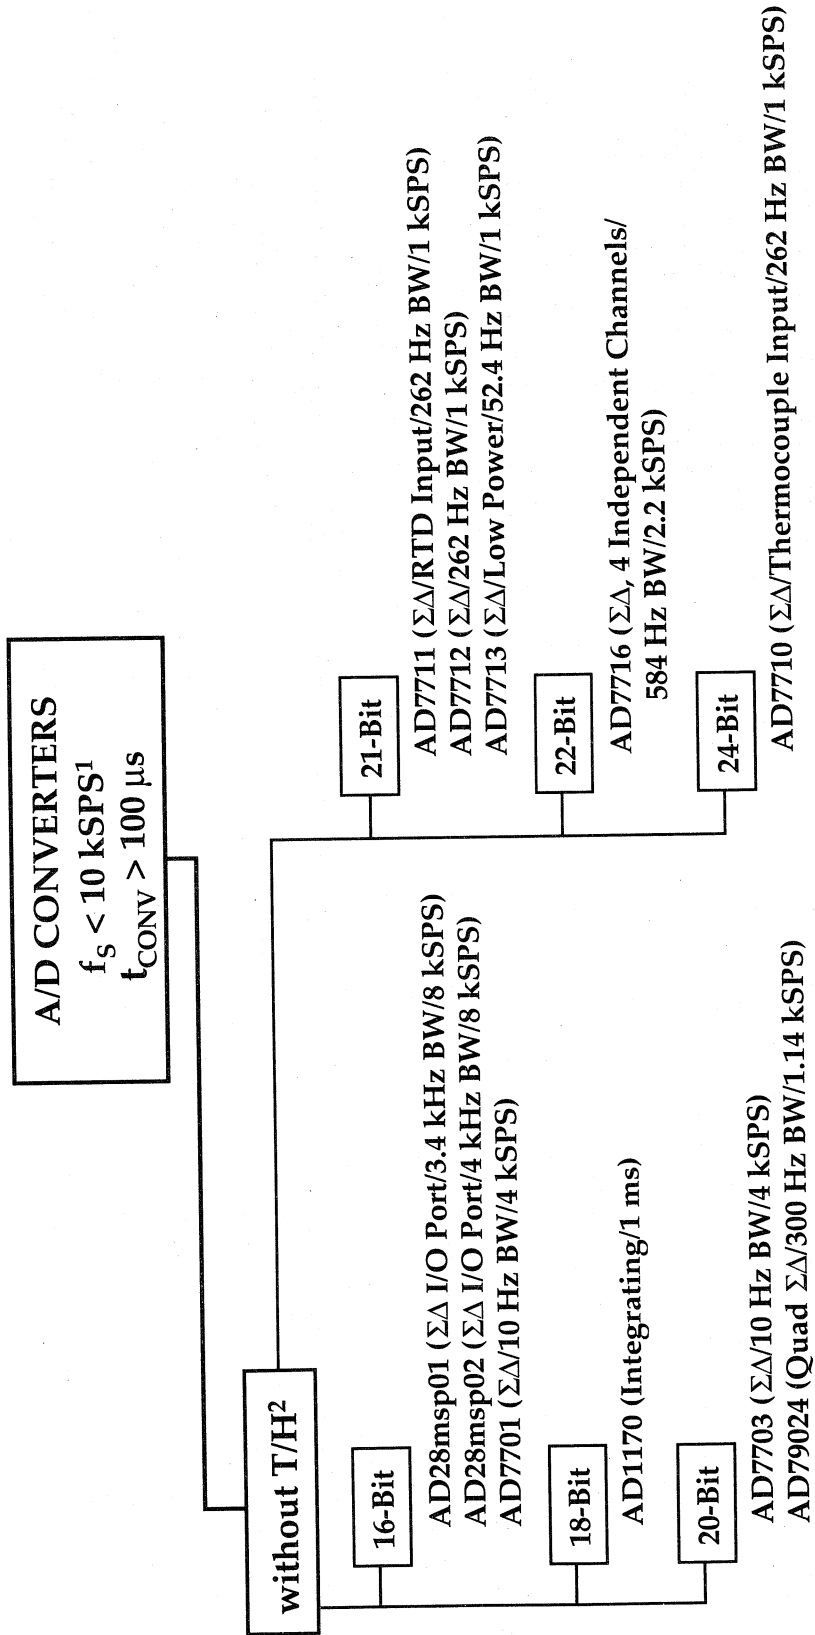 A/D CONVERTERS
fS < 10 kSPS¹
tCONV > 100 µs
without T/H²
16-Bit
AD28msp01 (ΣΔ I/O Port/3.4 kHz BW/8 kSPS)
AD28msp02 (ΣΔ I/O Port/4 kHz BW/8 kSPS)
AD7701 (ΣΔ/10 Hz BW/4 kSPS)
18-Bit
AD1170 (Integrating/1 ms)
20-Bit
AD7703 (ΣΔ/10 Hz BW/4 kSPS)
AD79024 (Quad ΣΔ/300 Hz BW/1.14 kSPS)
21-Bit
AD7711 (ΣΔ/RTD Input/262 Hz BW/1 kSPS)
AD7712 (ΣΔ/262 Hz BW/1 kSPS)
AD7713 (ΣΔ/Low Power/52.4 Hz BW/1 kSPS)
22-Bit
AD7716 (ΣΔ, 4 Independent Channels/
584 Hz BW/2.2 kSPS)
24-Bit
AD7710 (ΣΔ/Thermocouple Input/262 Hz BW/1 kSPS)